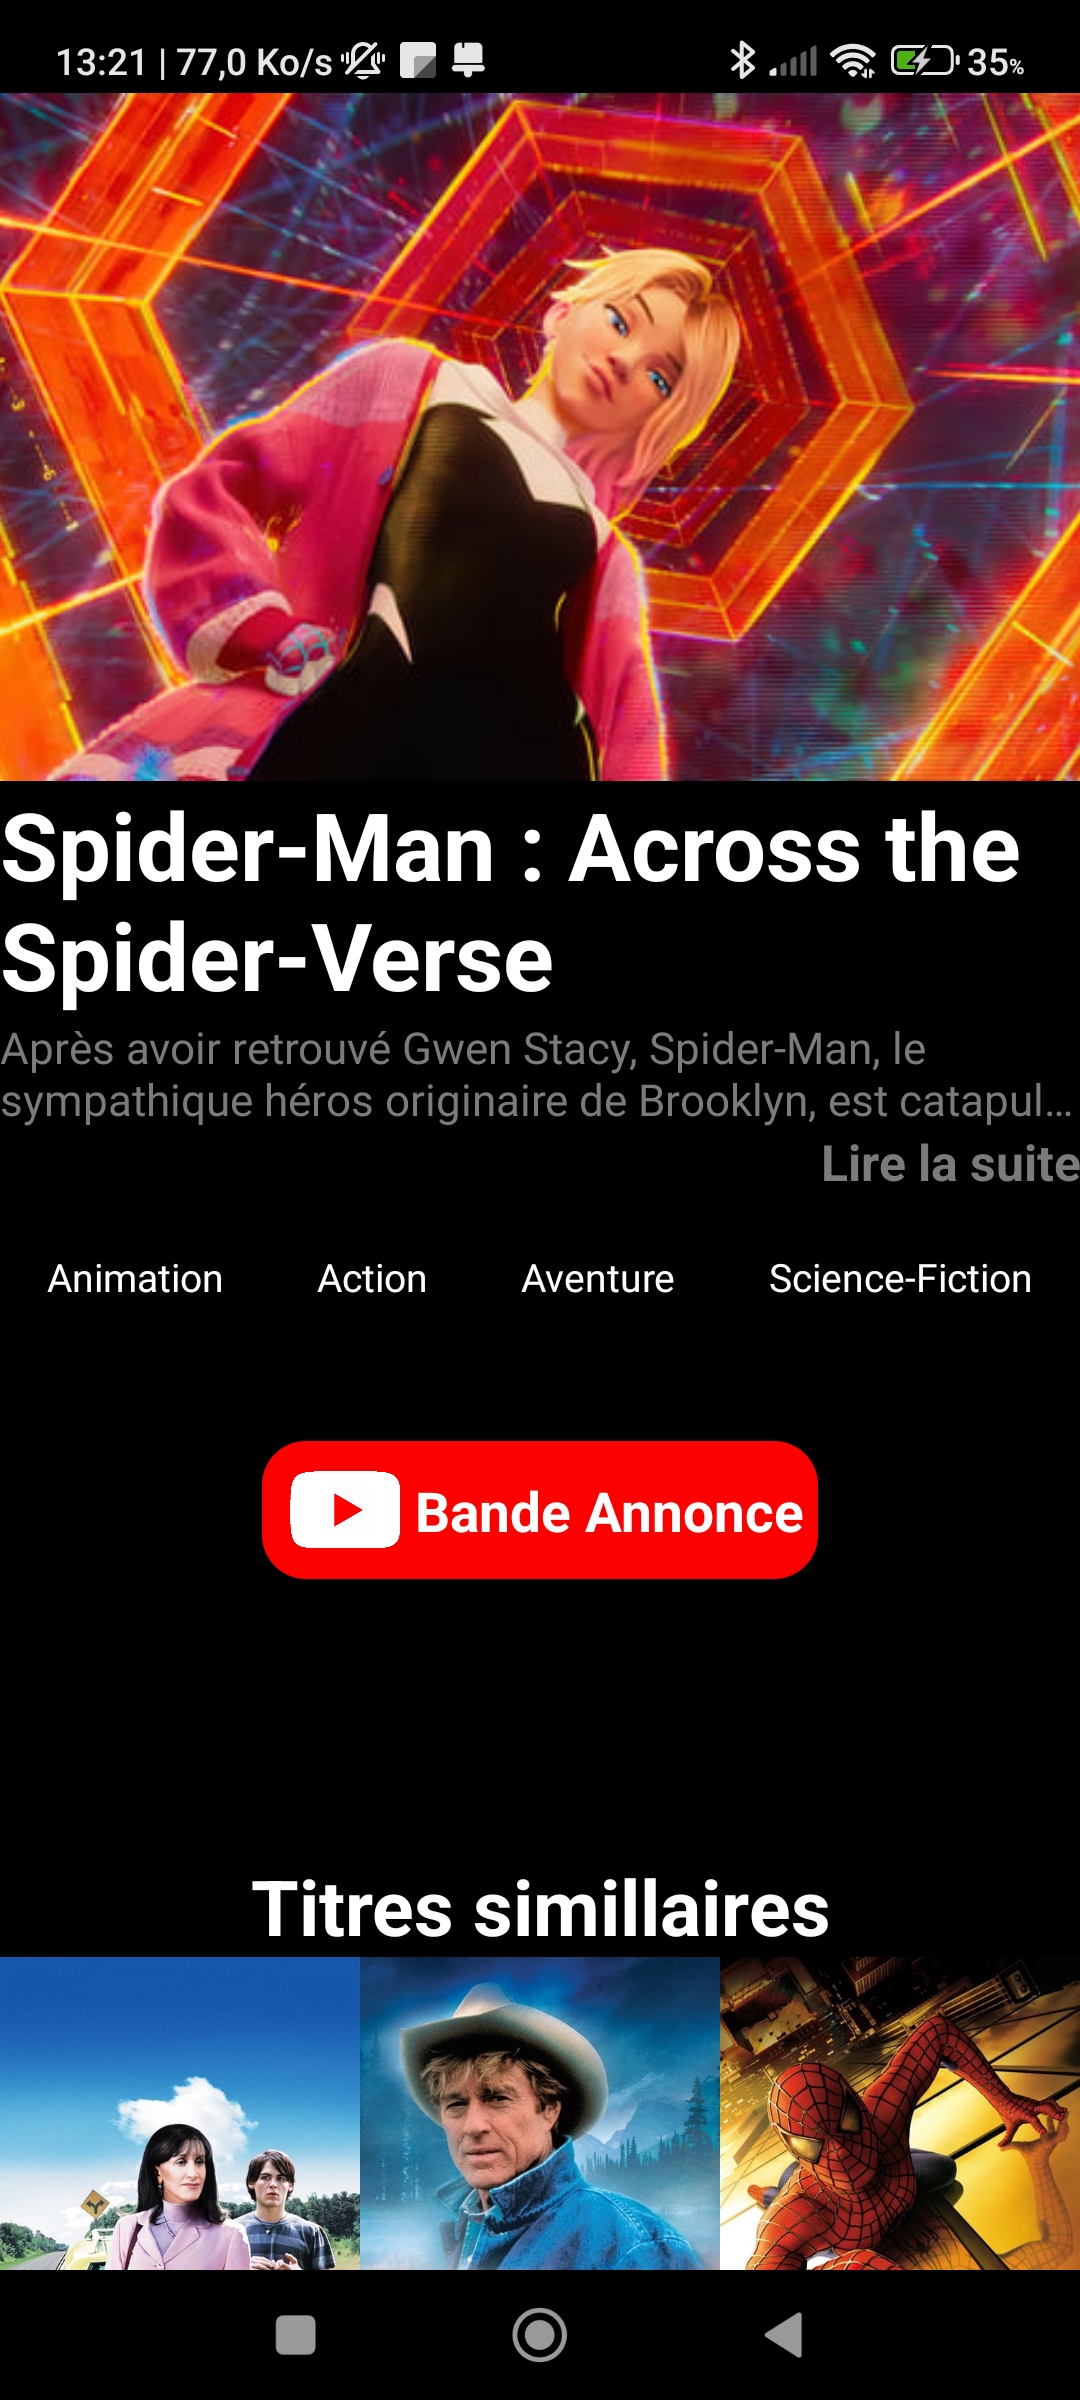 13:21 | 77,0 Ko/s 35%
Spider-Man : Across the
Spider-Verse
Après avoir retrouvé Gwen Stacy, Spider-Man, le
sympathique héros originaire de Brooklyn, est catapul...
Lire la suite
Animation Action Aventure Science-Fiction
Bande Annonce
Titres simillaires